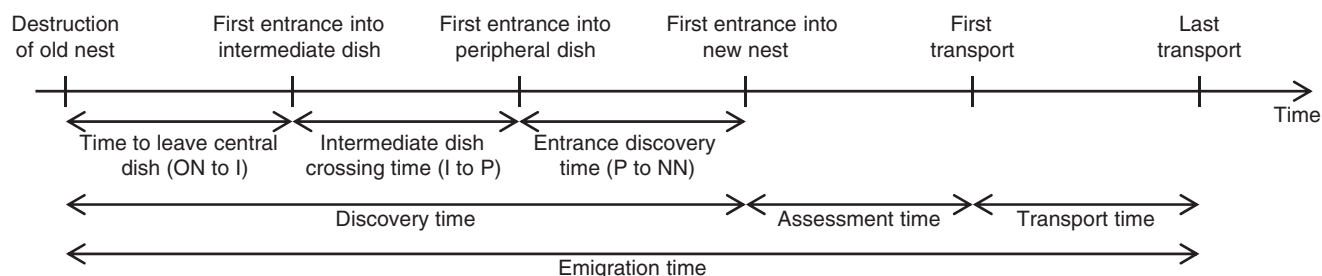 Destruction
of old nest
First entrance into
intermediate dish
First entrance into
peripheral dish
First entrance into
new nest
First
transport
Last
transport
Time
Time to leave central
dish (ON to I)
Intermediate dish
crossing time (I to P)
Entrance discovery
time (P to NN)
Discovery time
Assessment time
Transport time
Emigration time